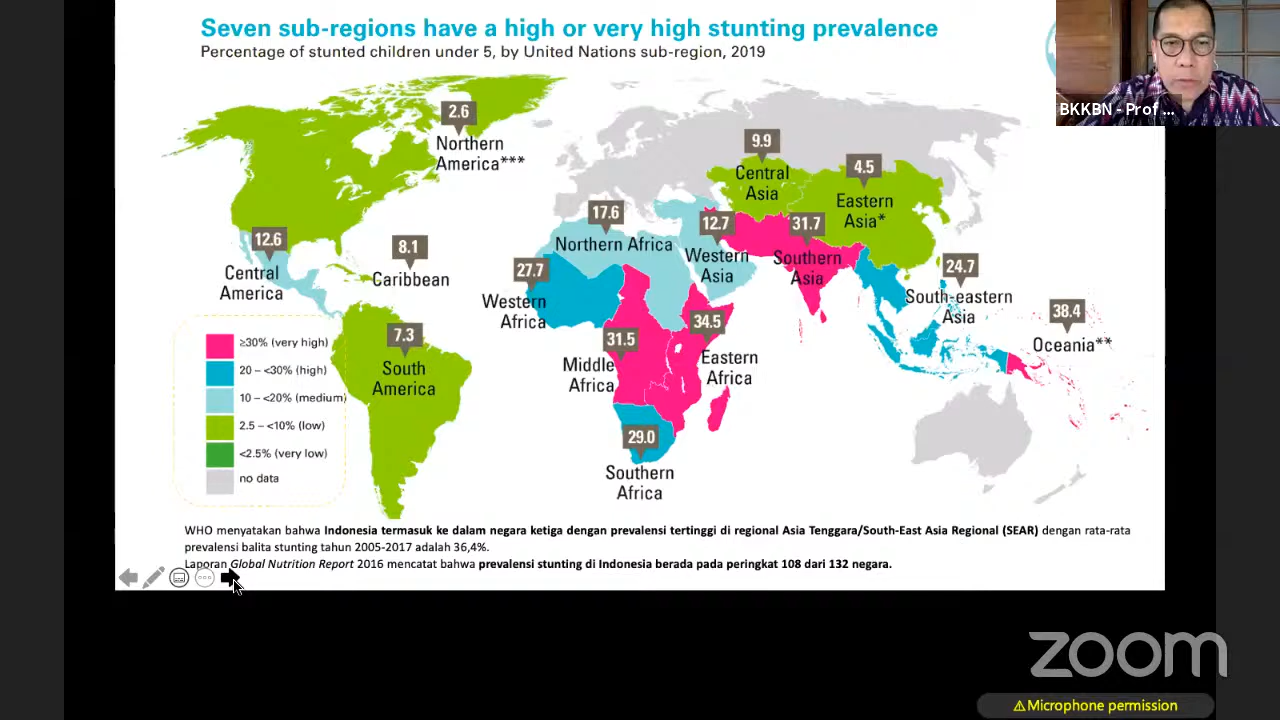 Seven sub-regions have a high or very high stunting prevalence
Percentage of stunted children under 5, by United Nations sub-region, 2019
BKKBN - Prof ...
2.6
Northern
America***
9.9
Central
Asia
4.5
Eastern
Asia*
17.6
Northern Africa
12.7
Western
Asia
31.7
Southern
Asia
12.6
Central
America
8.1
Caribbean
27.7
Western
Africa
24.7
South-eastern
Asia
38.4
Oceania**
7.3
South
America
31.5
Middle
Africa
34.5
Eastern
Africa
29.0
Southern
Africa
≥30% (very high)
20 – <30% (high)
10 – <20% (medium)
2.5 – <10% (low)
<2.5% (very low)
no data
WHO menyatakan bahwa Indonesia termasuk ke dalam negara ketiga dengan prevalensi tertinggi di regional Asia Tenggara/South-East Asia Regional (SEAR) dengan rata-rata
prevalensi balita stunting tahun 2005-2017 adalah 36,4%.
Laporan Global Nutrition Report 2016 mencatat bahwa prevalensi stunting di Indonesia berada pada peringkat 108 dari 132 negara.
zoom
⚠Microphone permission